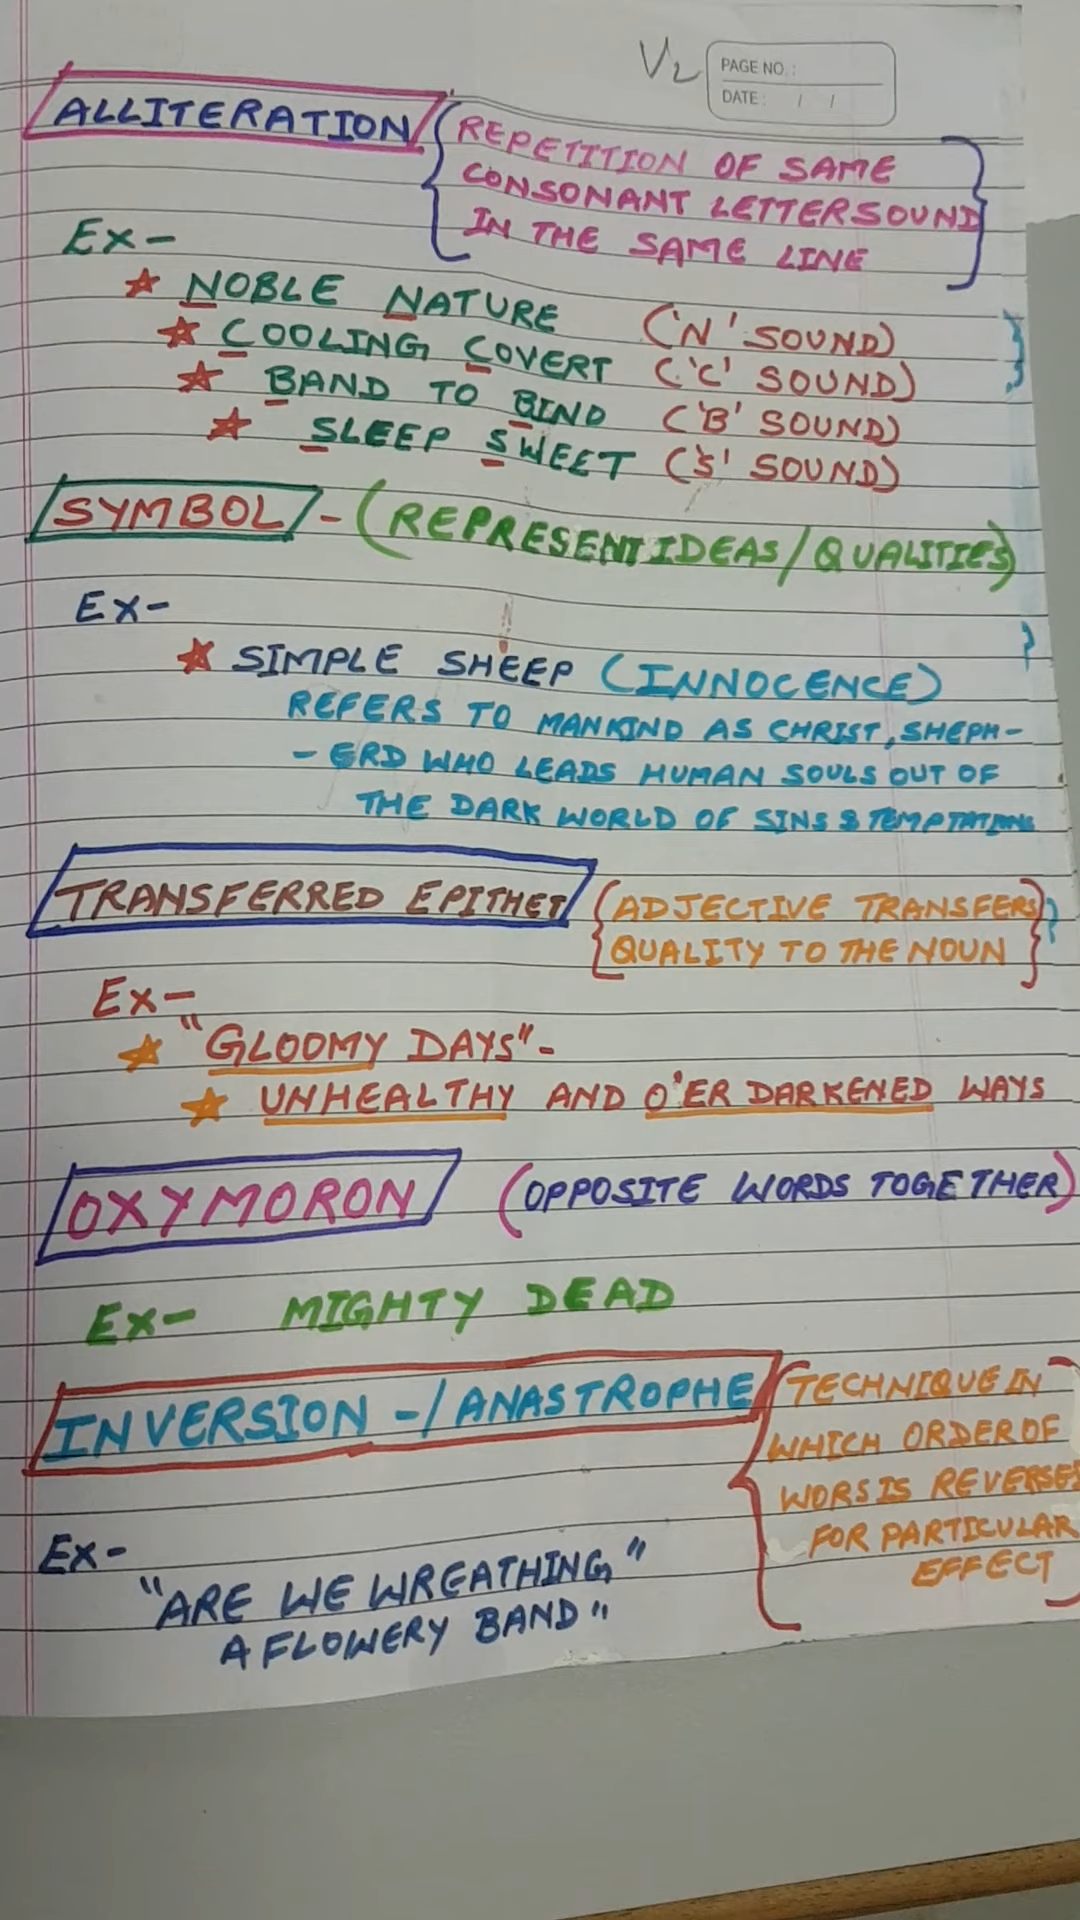 V2
PAGE NO. :
DATE : / /
ALLITERATION
REPETITION OF SAME
CONSONANT LETTERSOUND
IN THE SAME LINE
EX-
NOBLE NATURE ('N' SOUND)
COOLING COVERT ('C' SOUND)
BAND TO BIND ('B' SOUND)
SLEEP SWEET ('S' SOUND)
SYMBOL - (REPRESENT IDEAS/QUALITIES)
EX-
SIMPLE SHEEP (INNOCENCE)
REFERS TO MANKIND AS CHRIST, SHEPH-
-ERD WHO LEADS HUMAN SOULS OUT OF
THE DARK WORLD OF SINS & TEMPTATIONS
TRANSFERRED EPITHET
ADJECTIVE TRANSFERS
QUALITY TO THE NOUN
EX-
"GLOOMY DAYS"-
UNHEALTHY AND O'ER DARKENED WAYS
OXYMORON (OPPOSITE WORDS TOGETHER)
EX- MIGHTY DEAD
INVERSION -/ANASTROPHE
TECHNIQUE IN
WHICH ORDER OF
WORS IS REVERSES
FOR PARTICULAR
EFFECT
EX-
"ARE WE WREATHING"
A FLOWERY BAND"